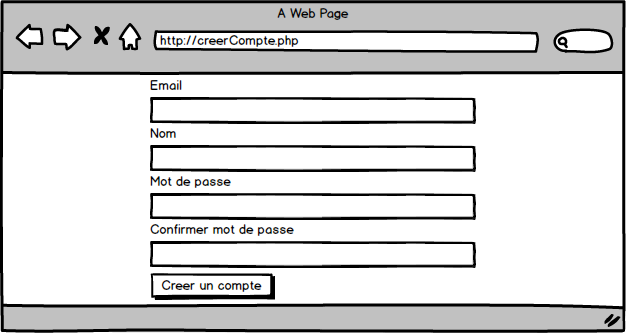 A Web Page
http://creerCompte.php
Email
Nom
Mot de passe
Confirmer mot de passe
Creer un compte